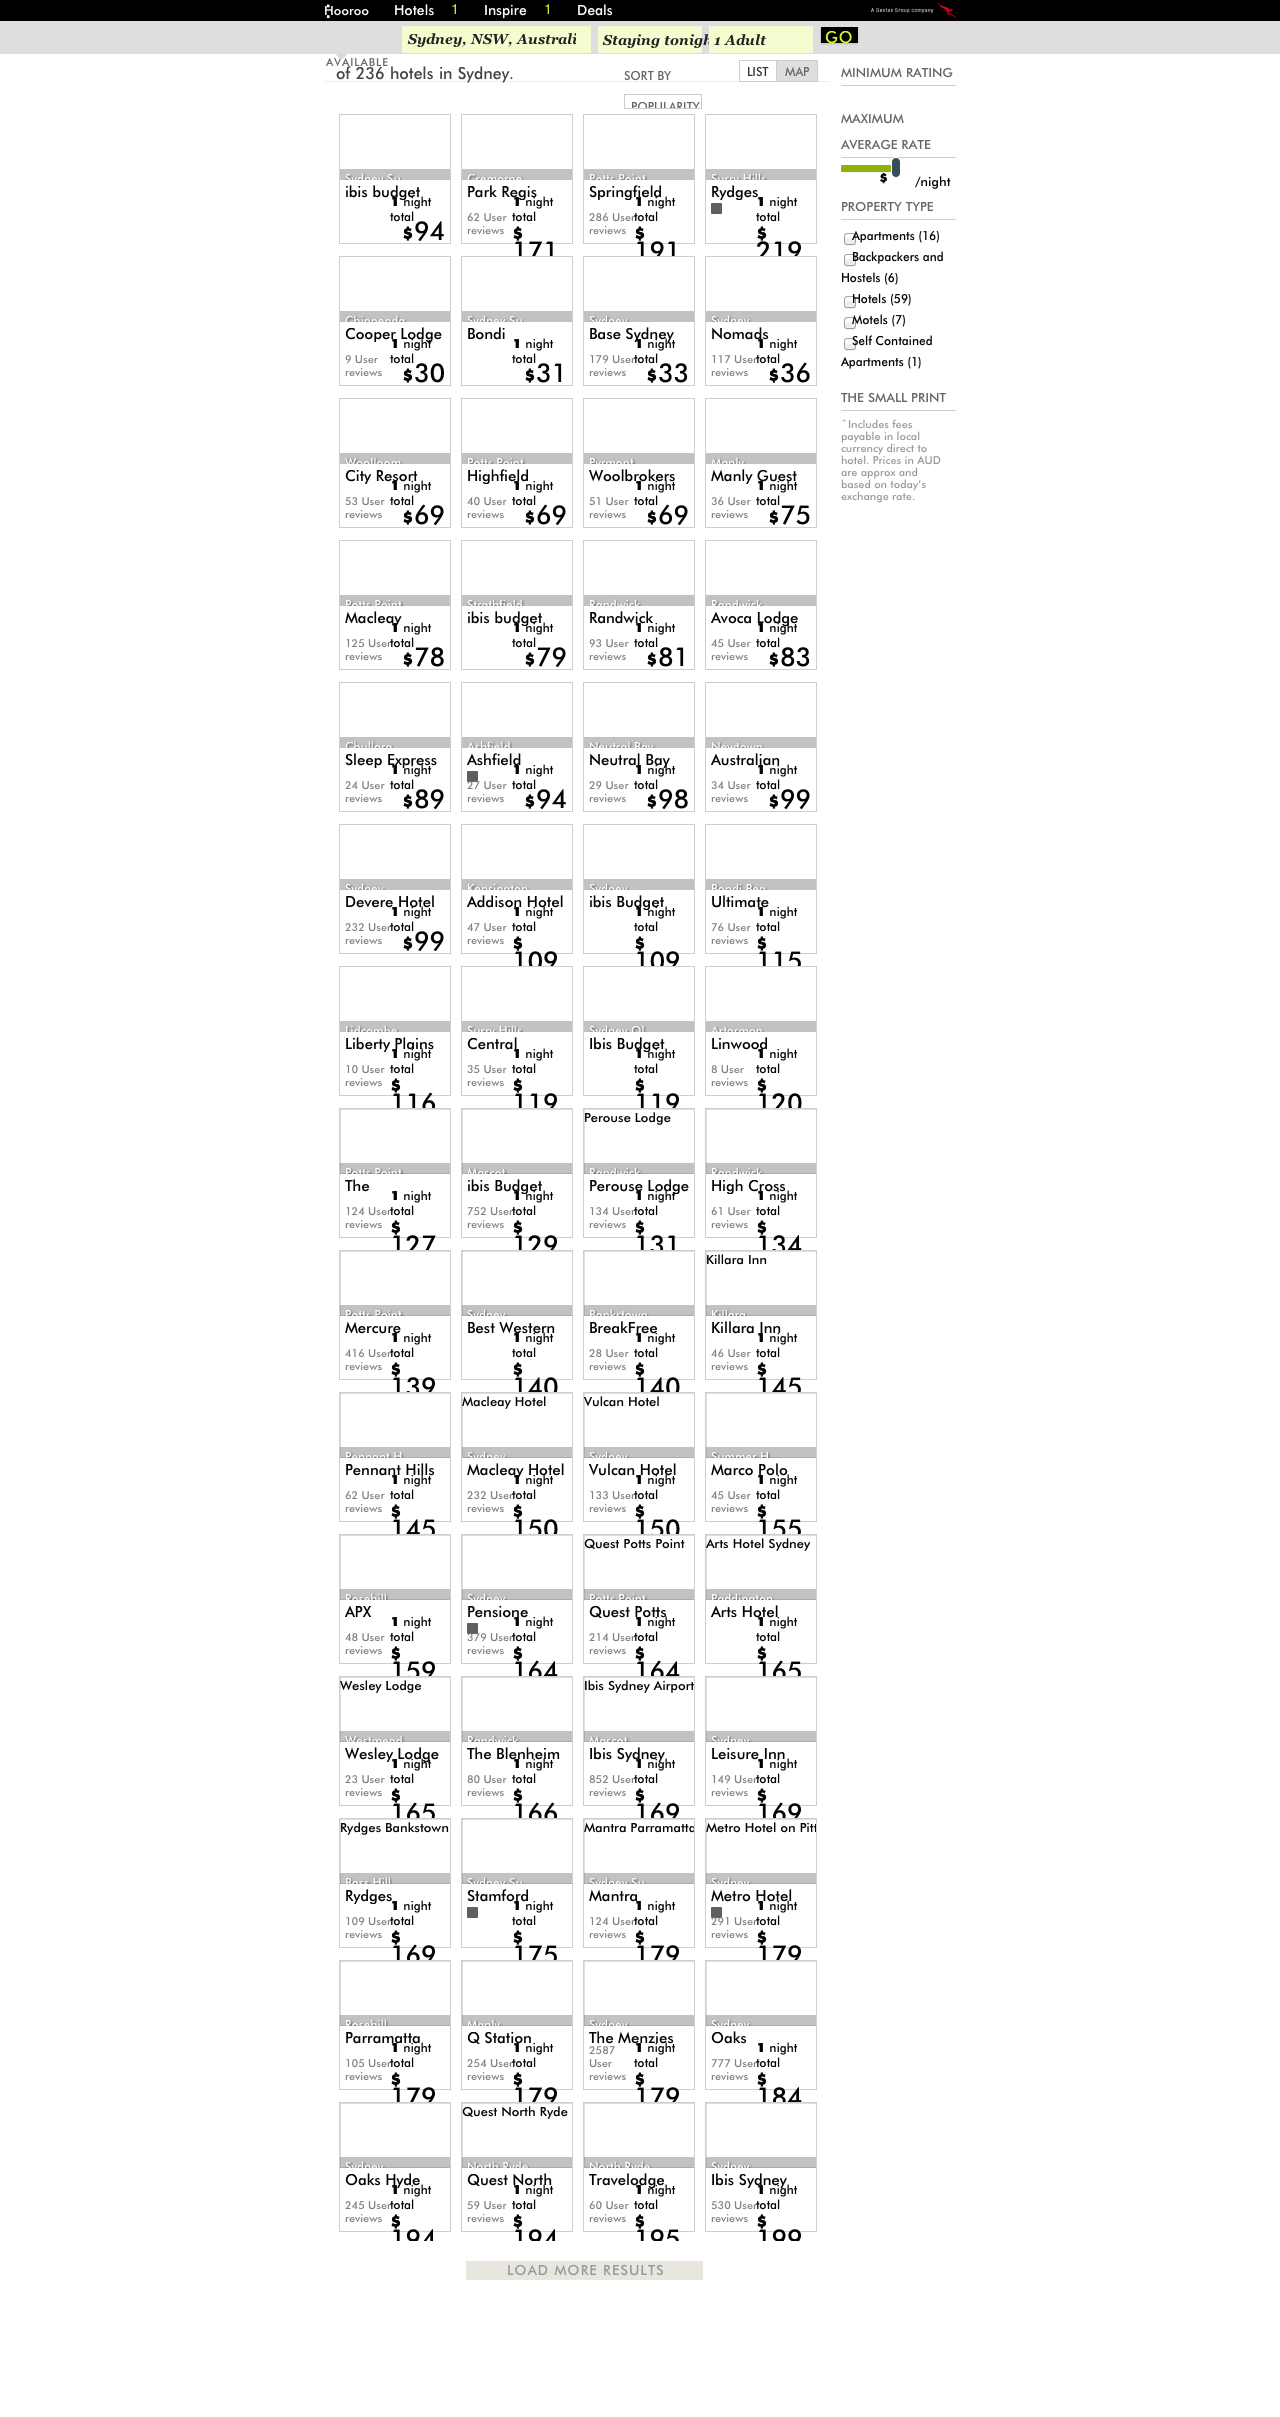 Hooroo Hotels 1 Inspire 1 Deals A Qantas Group company
Sydney, NSW, Australi Staying tonigh 1 Adult GO
AVAILABLE
of 236 hotels in Sydney.
SORT BY
POPULARITY
LIST MAP
MINIMUM RATING
MAXIMUM
AVERAGE RATE
$ /night
PROPERTY TYPE
Apartments (16)
Backpackers and
Hostels (6)
Hotels (59)
Motels (7)
Self Contained
Apartments (1)
THE SMALL PRINT
^Includes fees
payable in local
currency direct to
hotel. Prices in AUD
are approx and
based on today's
exchange rate.
Sydney Su Cremorne Potts Point Surry Hills
ibis budget Park Regis Springfield Rydges
1 night 1 night 1 night 1 night
62 User 286 User
total total total total
reviews reviews
$94 $171 $191 $219
Chippenda Sydney Su Sydney Sydney
Cooper Lodge Bondi Base Sydney Nomads
1 night 1 night 1 night 1 night
9 User 179 User 117 User
total total total total
reviews reviews reviews
$30 $31 $33 $36
Woolloom Potts Point Pyrmont Manly
City Resort Highfield Woolbrokers Manly Guest
1 night 1 night 1 night 1 night
53 User 40 User 51 User 36 User
total total total total
reviews reviews reviews reviews
$69 $69 $69 $75
Potts Point Strathfield Randwick Randwick
Macleay ibis budget Randwick Avoca Lodge
1 night 1 night 1 night 1 night
125 User 93 User 45 User
total total total total
reviews reviews reviews
$78 $79 $81 $83
Chullora Ashfield Neutral Bay Newtown
Sleep Express Ashfield Neutral Bay Australian
1 night 1 night 1 night 1 night
24 User 27 User 29 User 34 User
total total total total
reviews reviews reviews reviews
$89 $94 $98 $99
Sydney Kensington Sydney Bondi Bea
Devere Hotel Addison Hotel ibis Budget Ultimate
1 night 1 night 1 night 1 night
232 User 47 User 76 User
total total total total
reviews reviews reviews
$99 $109 $109 $115
Lidcombe Surry Hills Sydney Ol Artarmon
Liberty Plains Central Ibis Budget Linwood
1 night 1 night 1 night 1 night
10 User 35 User 8 User
total total total total
reviews reviews reviews
$116 $119 $119 $120
Perouse Lodge
Potts Point Mascot Randwick Randwick
The ibis Budget Perouse Lodge High Cross
1 night 1 night 1 night 1 night
124 User 752 User 134 User 61 User
total total total total
reviews reviews reviews reviews
$127 $129 $131 $134
Killara Inn
Potts Point Sydney Bankstown Killara
Mercure Best Western BreakFree Killara Inn
1 night 1 night 1 night 1 night
416 User 28 User 46 User
total total total total
reviews reviews reviews
$139 $140 $140 $145
Macleay Hotel Vulcan Hotel
Pennant H Sydney Sydney Summer H
Pennant Hills Macleay Hotel Vulcan Hotel Marco Polo
1 night 1 night 1 night 1 night
62 User 232 User 133 User 45 User
total total total total
reviews reviews reviews reviews
$145 $150 $150 $155
Quest Potts Point Arts Hotel Sydney
Rosehill Sydney Potts Point Paddington
APX Pensione Quest Potts Arts Hotel
1 night 1 night 1 night 1 night
48 User 379 User 214 User
total total total total
reviews reviews reviews
$159 $164 $164 $165
Wesley Lodge Ibis Sydney Airport
Westmead Randwick Mascot Sydney
Wesley Lodge The Blenheim Ibis Sydney Leisure Inn
1 night 1 night 1 night 1 night
23 User 80 User 852 User 149 User
total total total total
reviews reviews reviews reviews
$165 $166 $169 $169
Rydges Bankstown Mantra Parramatta Metro Hotel on Pitt
Bass Hill Sydney Su Sydney Su Sydney
Rydges Stamford Mantra Metro Hotel
1 night 1 night 1 night 1 night
109 User 124 User 291 User
total total total total
reviews reviews reviews
$169 $175 $179 $179
Rosehill Manly Sydney Sydney
Parramatta Q Station The Menzies Oaks
1 night 1 night 1 night 1 night
105 User 254 User 2587 User 777 User
total total total total
reviews reviews reviews reviews
$179 $179 $179 $184
Quest North Ryde
Sydney North Ryde North Ryde Sydney
Oaks Hyde Quest North Travelodge Ibis Sydney
1 night 1 night 1 night 1 night
245 User 59 User 60 User 530 User
total total total total
reviews reviews reviews reviews
$194 $194 $195 $199
LOAD MORE RESULTS